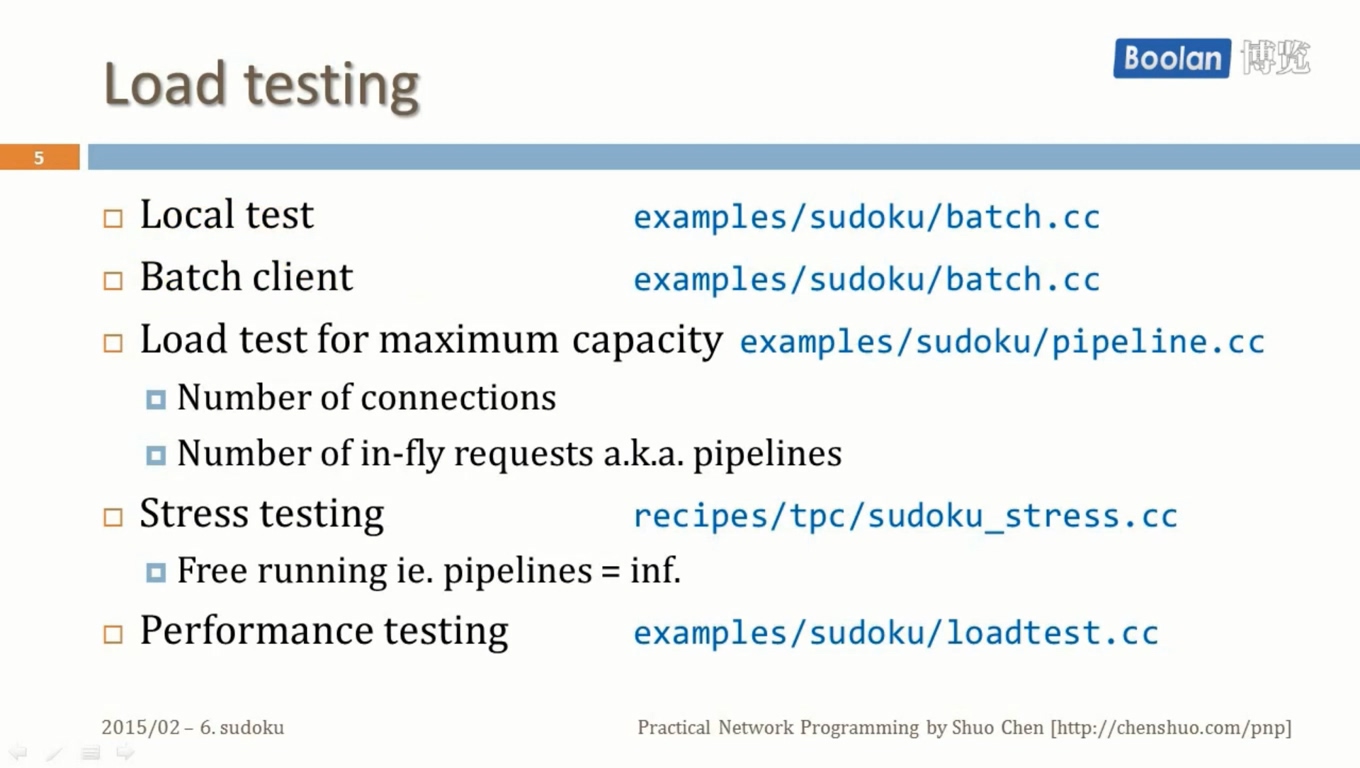 Load testing
Boolan 博览
5
Local test examples/sudoku/batch.cc
Batch client examples/sudoku/batch.cc
Load test for maximum capacity examples/sudoku/pipeline.cc
Number of connections
Number of in-fly requests a.k.a. pipelines
Stress testing recipes/tpc/sudoku_stress.cc
Free running ie. pipelines = inf.
Performance testing examples/sudoku/loadtest.cc
2015/02 – 6. sudoku Practical Network Programming by Shuo Chen [http://chenshuo.com/pnp]